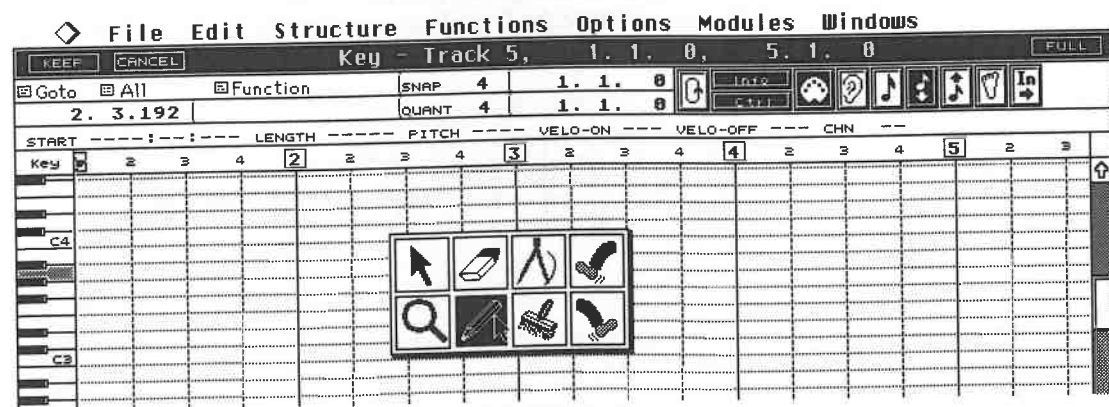 File Edit Structure Functions Options Modules Windows
KEEP CANCEL Key - Track 5, 1. 1. 0, 5. 1. 0 FULL
Goto All Function SNAP 4 1. 1. 0 Info In
2. 3.192 QUANT 4 1. 1. 0 Ctrl
START ----:--:--- LENGTH ----- PITCH ---- VELO-ON --- VELO-OFF --- CHN --
Key 2 3 4 2 2 3 4 3 2 3 4 4 2 3 4 5 2 3
C4
C3